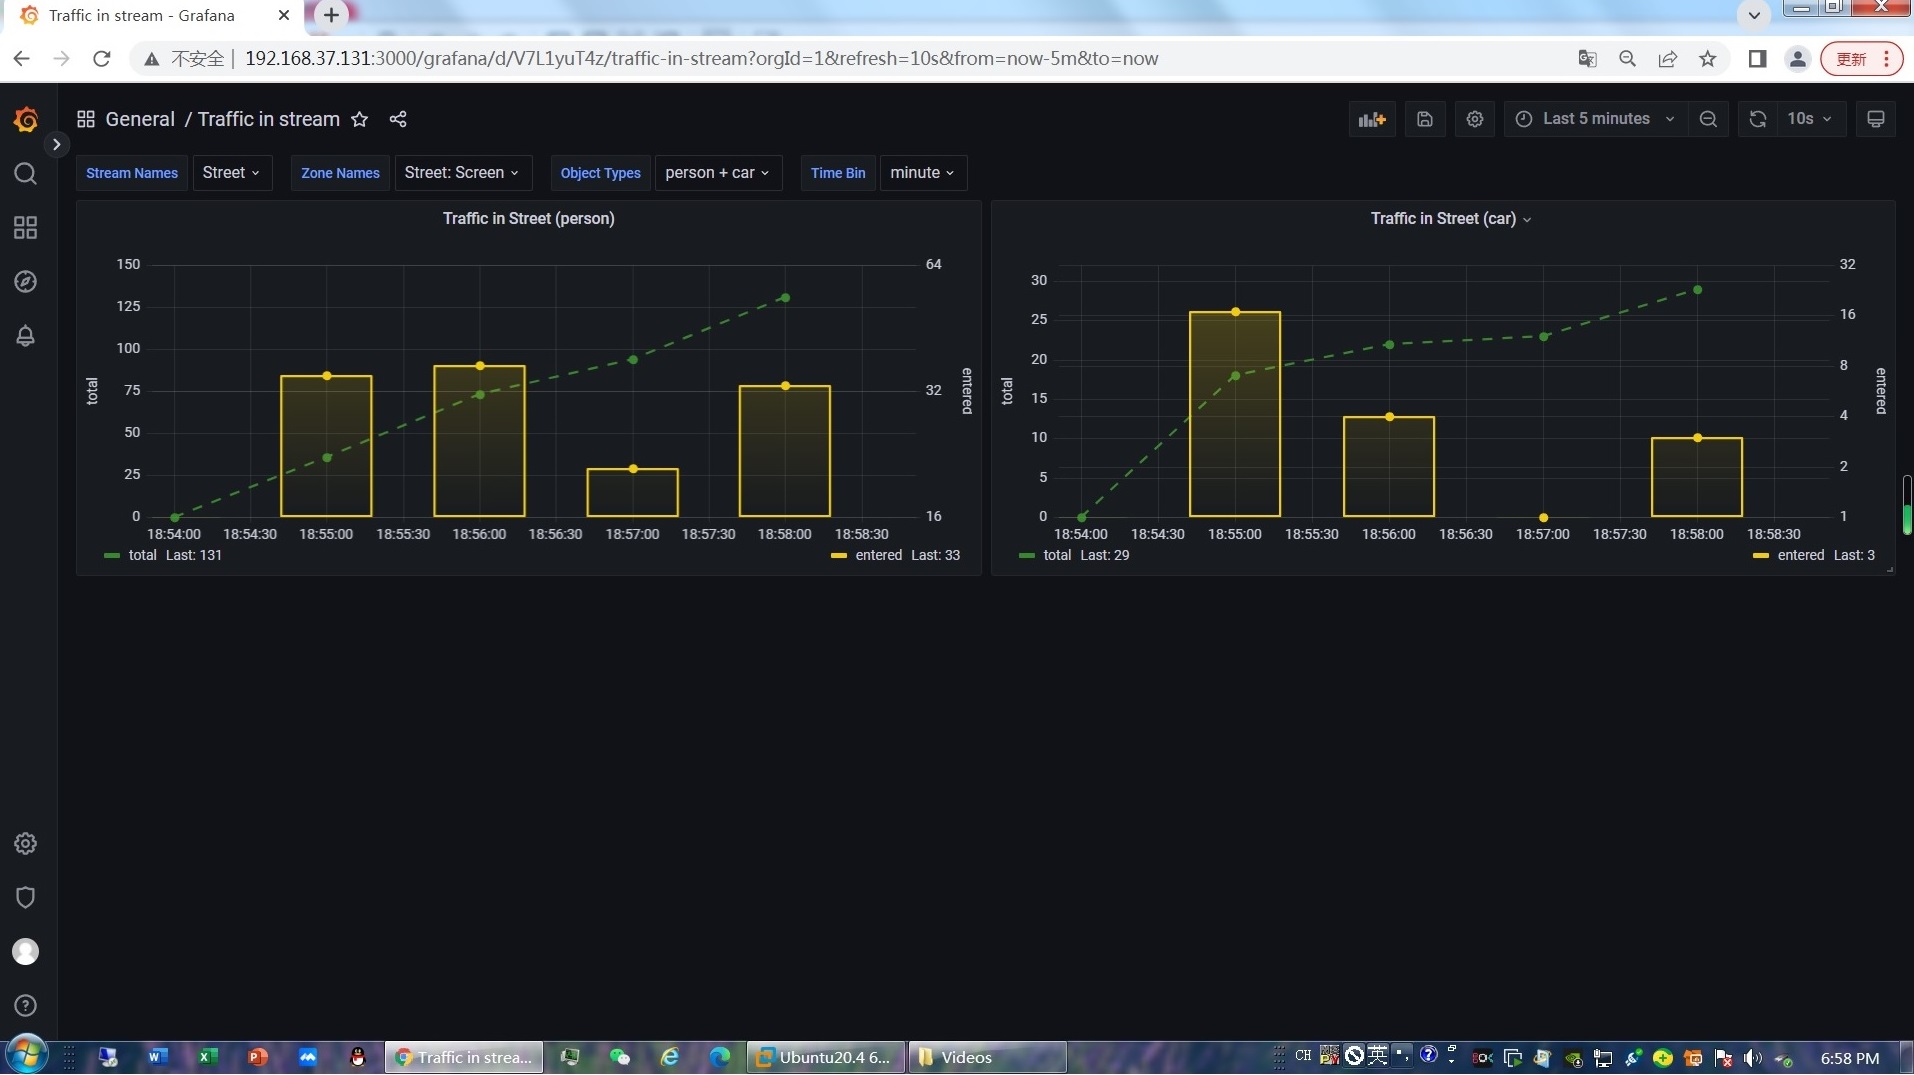 Traffic in stream - Grafana
不安全 192.168.37.131:3000/grafana/d/V7L1yuT4z/traffic-in-stream?orgId=1&refresh=10s&from=now-5m&to=now
更新
General / Traffic in stream
Last 5 minutes
10s
Stream Names Street Zone Names Street: Screen Object Types person + car Time Bin minute
Traffic in Street (person)
150
125
100
75
50
25
0
total
64
32
16
entered
18:54:00 18:54:30 18:55:00 18:55:30 18:56:00 18:56:30 18:57:00 18:57:30 18:58:00 18:58:30
total Last: 131
entered Last: 33
Traffic in Street (car)
30
25
20
15
10
5
0
total
32
16
8
4
2
1
entered
18:54:00 18:54:30 18:55:00 18:55:30 18:56:00 18:56:30 18:57:00 18:57:30 18:58:00 18:58:30
total Last: 29
entered Last: 3
Traffic in strea...
Ubuntu20.4 6...
Videos
CH
英
6:58 PM